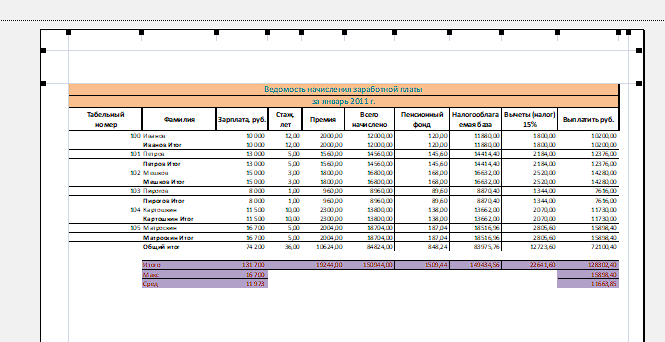 Ведомость начисления заработной платы
за январь 2011 г.
Табельный номер Фамилия Зарплата, руб. Стаж, лет Премия Всего начислено Пенсионный фонд Налогооблагаемая база Вычеты (налог) 15% Выплатить руб.
100 Иванов 10 000 12,00 2000,00 12000,00 120,00 11880,00 1800,00 10200,00
Иванов Итог 10 000 12,00 2000,00 12000,00 120,00 11880,00 1800,00 10200,00
101 Петров 13 000 5,00 1560,00 14560,00 145,60 14414,40 2184,00 12376,00
Петров Итог 13 000 5,00 1560,00 14560,00 145,60 14414,40 2184,00 12376,00
102 Мешков 15 000 3,00 1800,00 16800,00 168,00 16632,00 2520,00 14280,00
Мешков Итог 15 000 3,00 1800,00 16800,00 168,00 16632,00 2520,00 14280,00
103 Пирогов 8 000 1,00 960,00 8960,00 89,60 8870,40 1344,00 7616,00
Пирогов Итог 8 000 1,00 960,00 8960,00 89,60 8870,40 1344,00 7616,00
104 Картошкин 11 500 10,00 2300,00 13800,00 138,00 13662,00 2070,00 11730,00
Картошкин Итог 11 500 10,00 2300,00 13800,00 138,00 13662,00 2070,00 11730,00
105 Матроскин 16 700 5,00 2004,00 18704,00 187,04 18516,96 2805,60 15898,40
Матроскин Итог 16 700 5,00 2004,00 18704,00 187,04 18516,96 2805,60 15898,40
Общий итог 74 200 36,00 10624,00 84824,00 848,24 83975,76 12723,60 72100,40
Итого 131 700 19244,00 150944,00 1509,44 149434,56 22641,60 128302,40
Макс 16 700 15898,40
Сред 11 973 11663,85